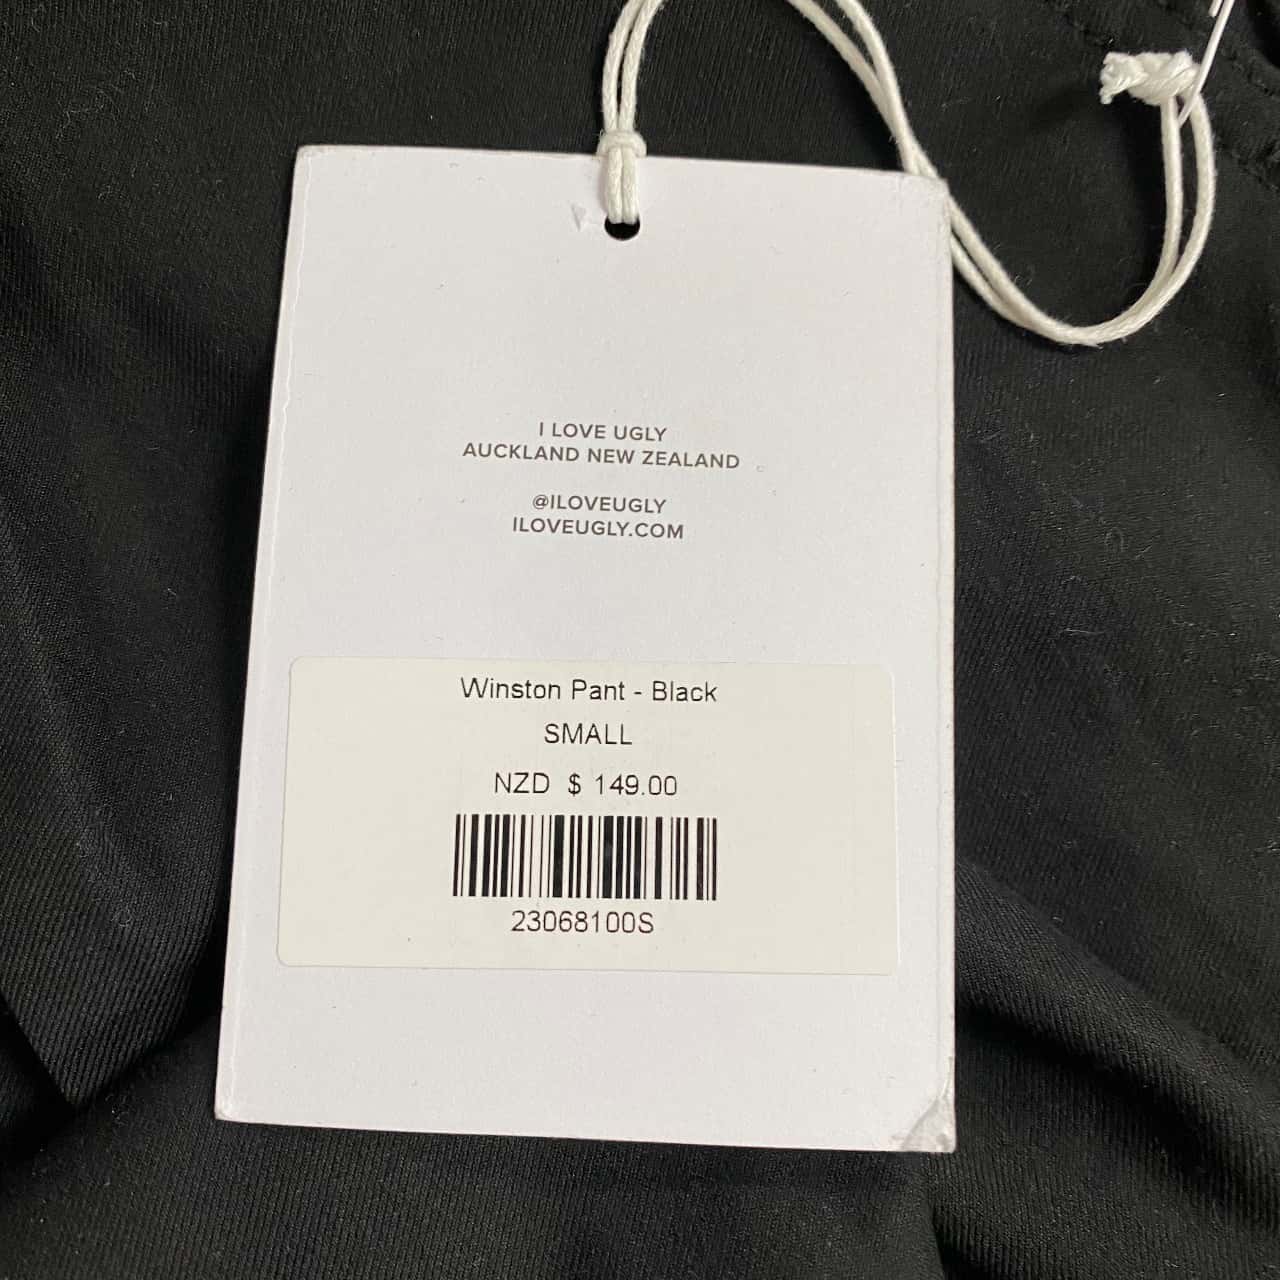 I LOVE UGLY
AUCKLAND NEW ZEALAND
@ILOVEUGLY
ILOVEUGLY.COM
Winston Pant - Black
SMALL
NZD $ 149.00
23068100S